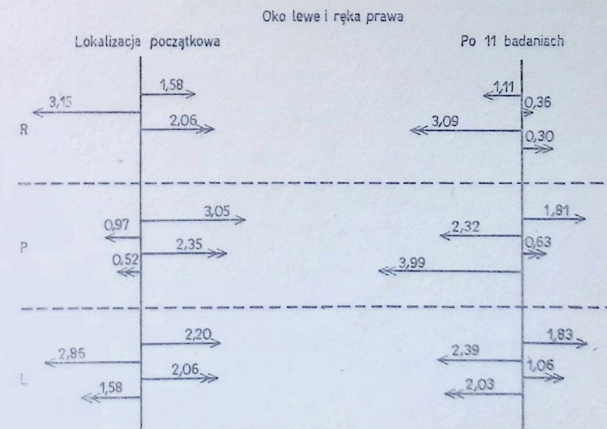 Oko lewe i ręka prawa
Lokalizacja początkowa Po 11 badaniach
1,58 1,11
3,15 0,36
R 2,06 3,09
0,30
3,05 1,81
0,97 2,32
P 2,35 0,63
0,52 3,99
2,20 1,83
2,86 2,39
L 2,06 1,06
1,58 2,03